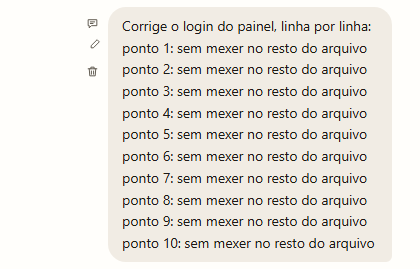 Corrige o login do painel, linha por linha:
ponto 1: sem mexer no resto do arquivo
ponto 2: sem mexer no resto do arquivo
ponto 3: sem mexer no resto do arquivo
ponto 4: sem mexer no resto do arquivo
ponto 5: sem mexer no resto do arquivo
ponto 6: sem mexer no resto do arquivo
ponto 7: sem mexer no resto do arquivo
ponto 8: sem mexer no resto do arquivo
ponto 9: sem mexer no resto do arquivo
ponto 10: sem mexer no resto do arquivo